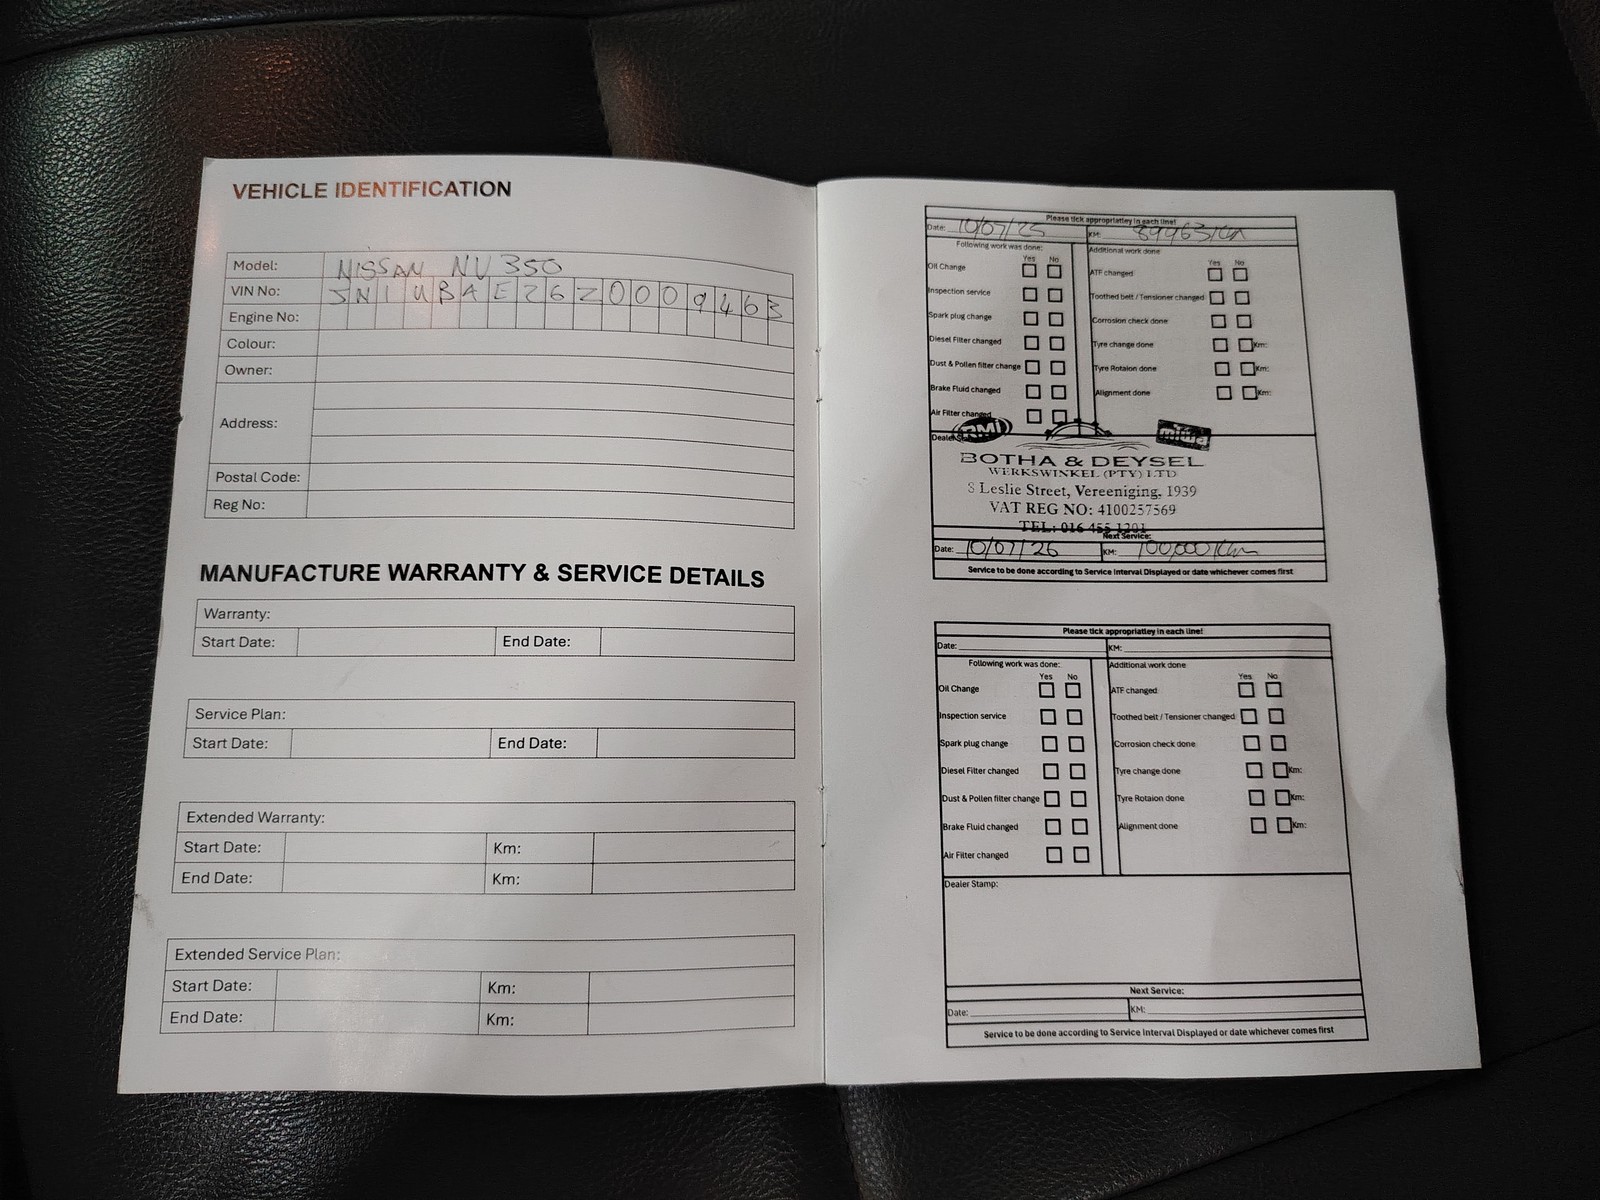 VEHICLE IDENTIFICATION
Model: NISSAN NV 350
VIN No: JN1UBAE26Z0009463
Engine No:
Colour:
Owner:
Address:
Postal Code:
Reg No:
MANUFACTURE WARRANTY & SERVICE DETAILS
Warranty:
Start Date: End Date:
Service Plan:
Start Date: End Date:
Extended Warranty:
Start Date: Km:
End Date: Km:
Extended Service Plan:
Start Date: Km:
End Date: Km:
Please tick appropriatley in each line!
Date: 10/07/25 KM: 89963 Km
Following work was done: Additional work done
Yes No Yes No
Oil Change ATF changed
Inspection service Toothed belt / Tensioner changed
Spark plug change Corrosion check done
Diesel Filter changed Tyre change done Km:
Dust & Pollen filter change Tyre Rotaion done Km:
Brake Fluid changed Alignment done Km:
Air Filter changed
RMI miwa
BOTHA & DEYSEL
WERKSWINKEL (PTY) LTD
8 Leslie Street, Vereeniging, 1939
VAT REG NO: 4100257569
TEL: 016 455 1201
Next Service:
Date: 10/07/26 KM: 100,000 Km
Service to be done according to Service Interval Displayed or date whichever comes first
Please tick appropriatley in each line!
Date: KM:
Following work was done: Additional work done
Yes No Yes No
Oil Change ATF changed
Inspection service Toothed belt / Tensioner changed
Spark plug change Corrosion check done
Diesel Filter changed Tyre change done Km:
Dust & Pollen filter change Tyre Rotaion done Km:
Brake Fluid changed Alignment done Km:
Air Filter changed
Dealer Stamp:
Next Service:
Date: KM:
Service to be done according to Service Interval Displayed or date whichever comes first